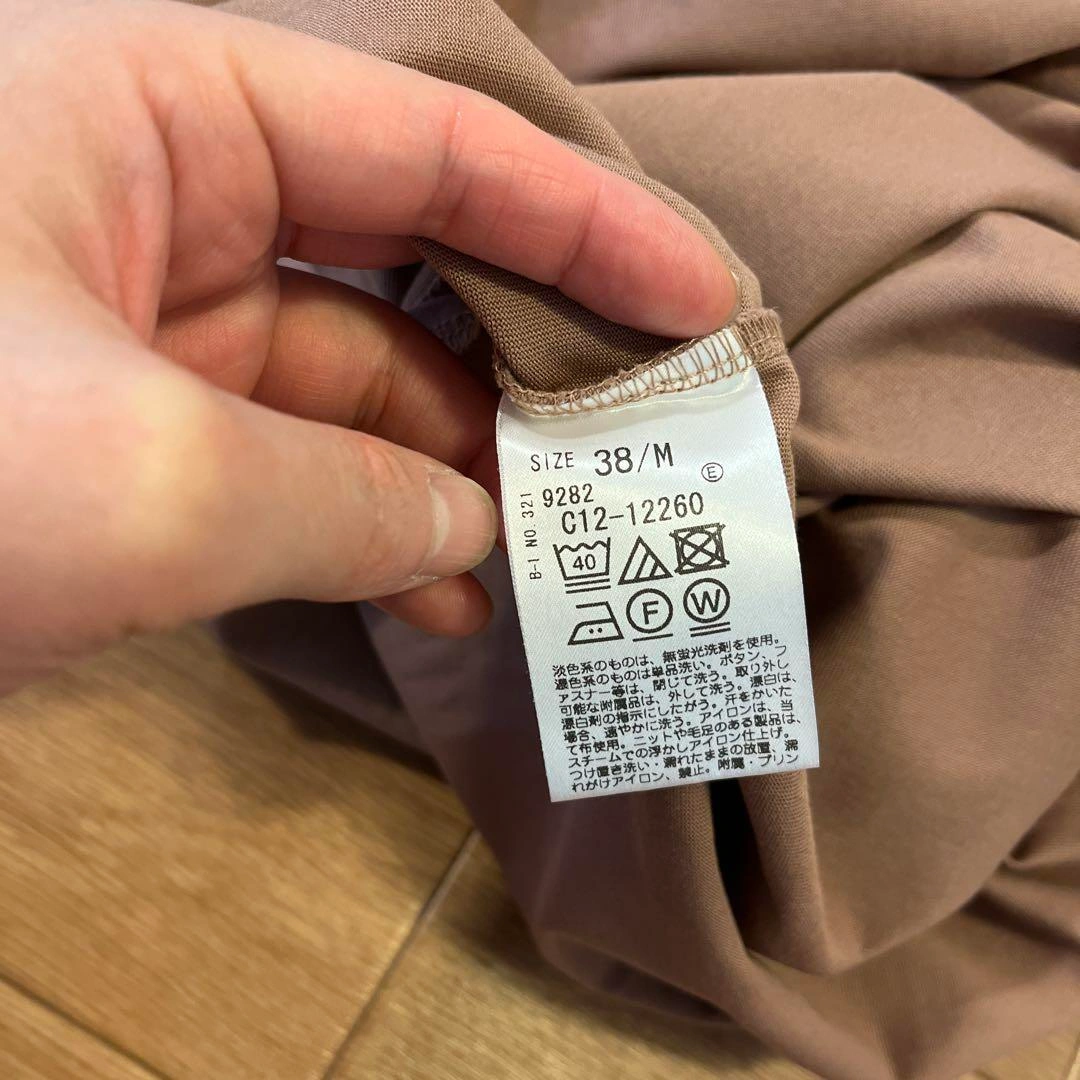 SIZE 38/M
E
B-I NO.321
9282
C12-12260
40
F W
淡色系のものは、無蛍光洗剤を使用。
濃色系のものは単品洗い。ボタン、フ
ァスナー等は、閉じて洗う。取り外し
可能な附属品は、外して洗う。漂白は、
漂白剤の指示にしたがう。汗をかいた
場合、速やかに洗う。アイロンは、当
て布使用。ニットや毛足のある製品は、
スチームでの浮かしアイロン仕上げ。
つけ置き洗い・濡れたままの放置、濡
れがけアイロン、禁止。附属・プリン